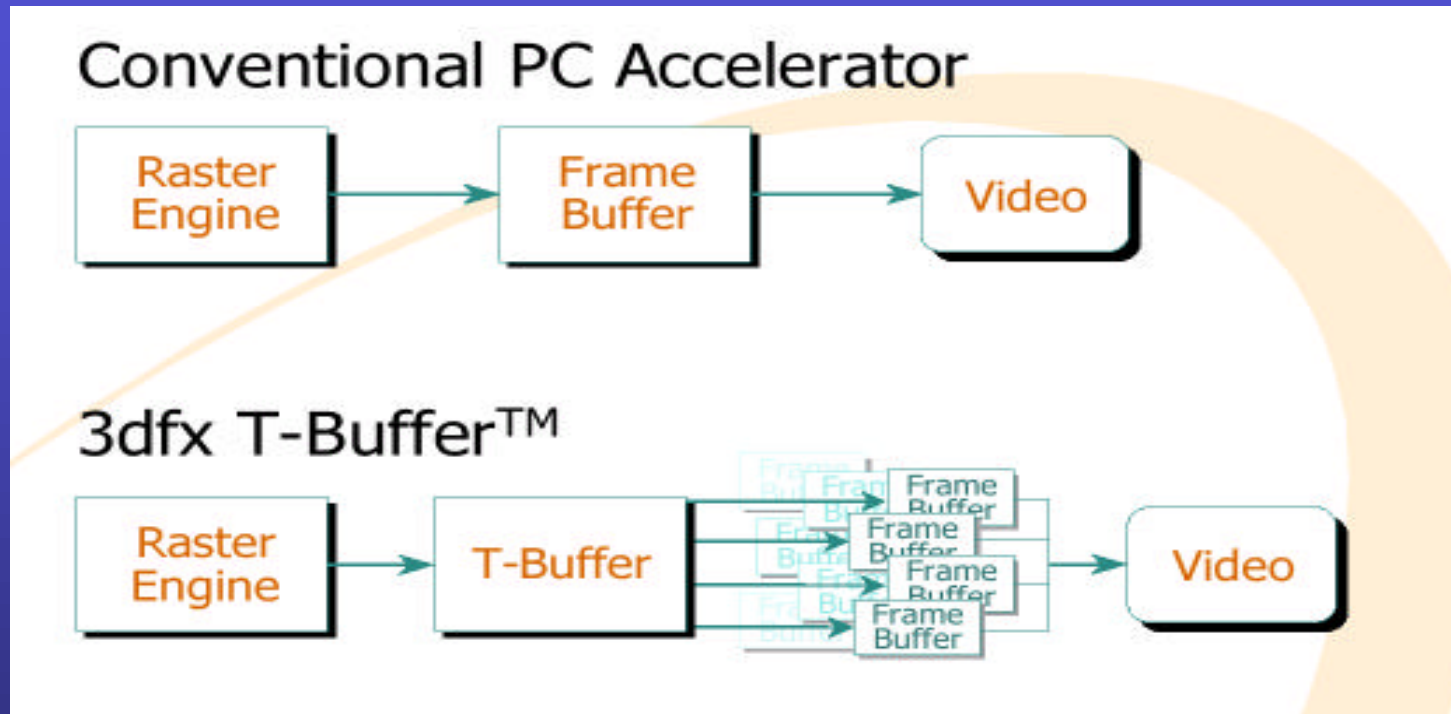 Conventional PC Accelerator
Raster
Engine
Frame
Buffer
Video
3dfx T-Buffer™
Raster
Engine
T-Buffer
Frame
Buffer
Frame
Buffer
Frame
Buffer
Frame
Buffer
Video